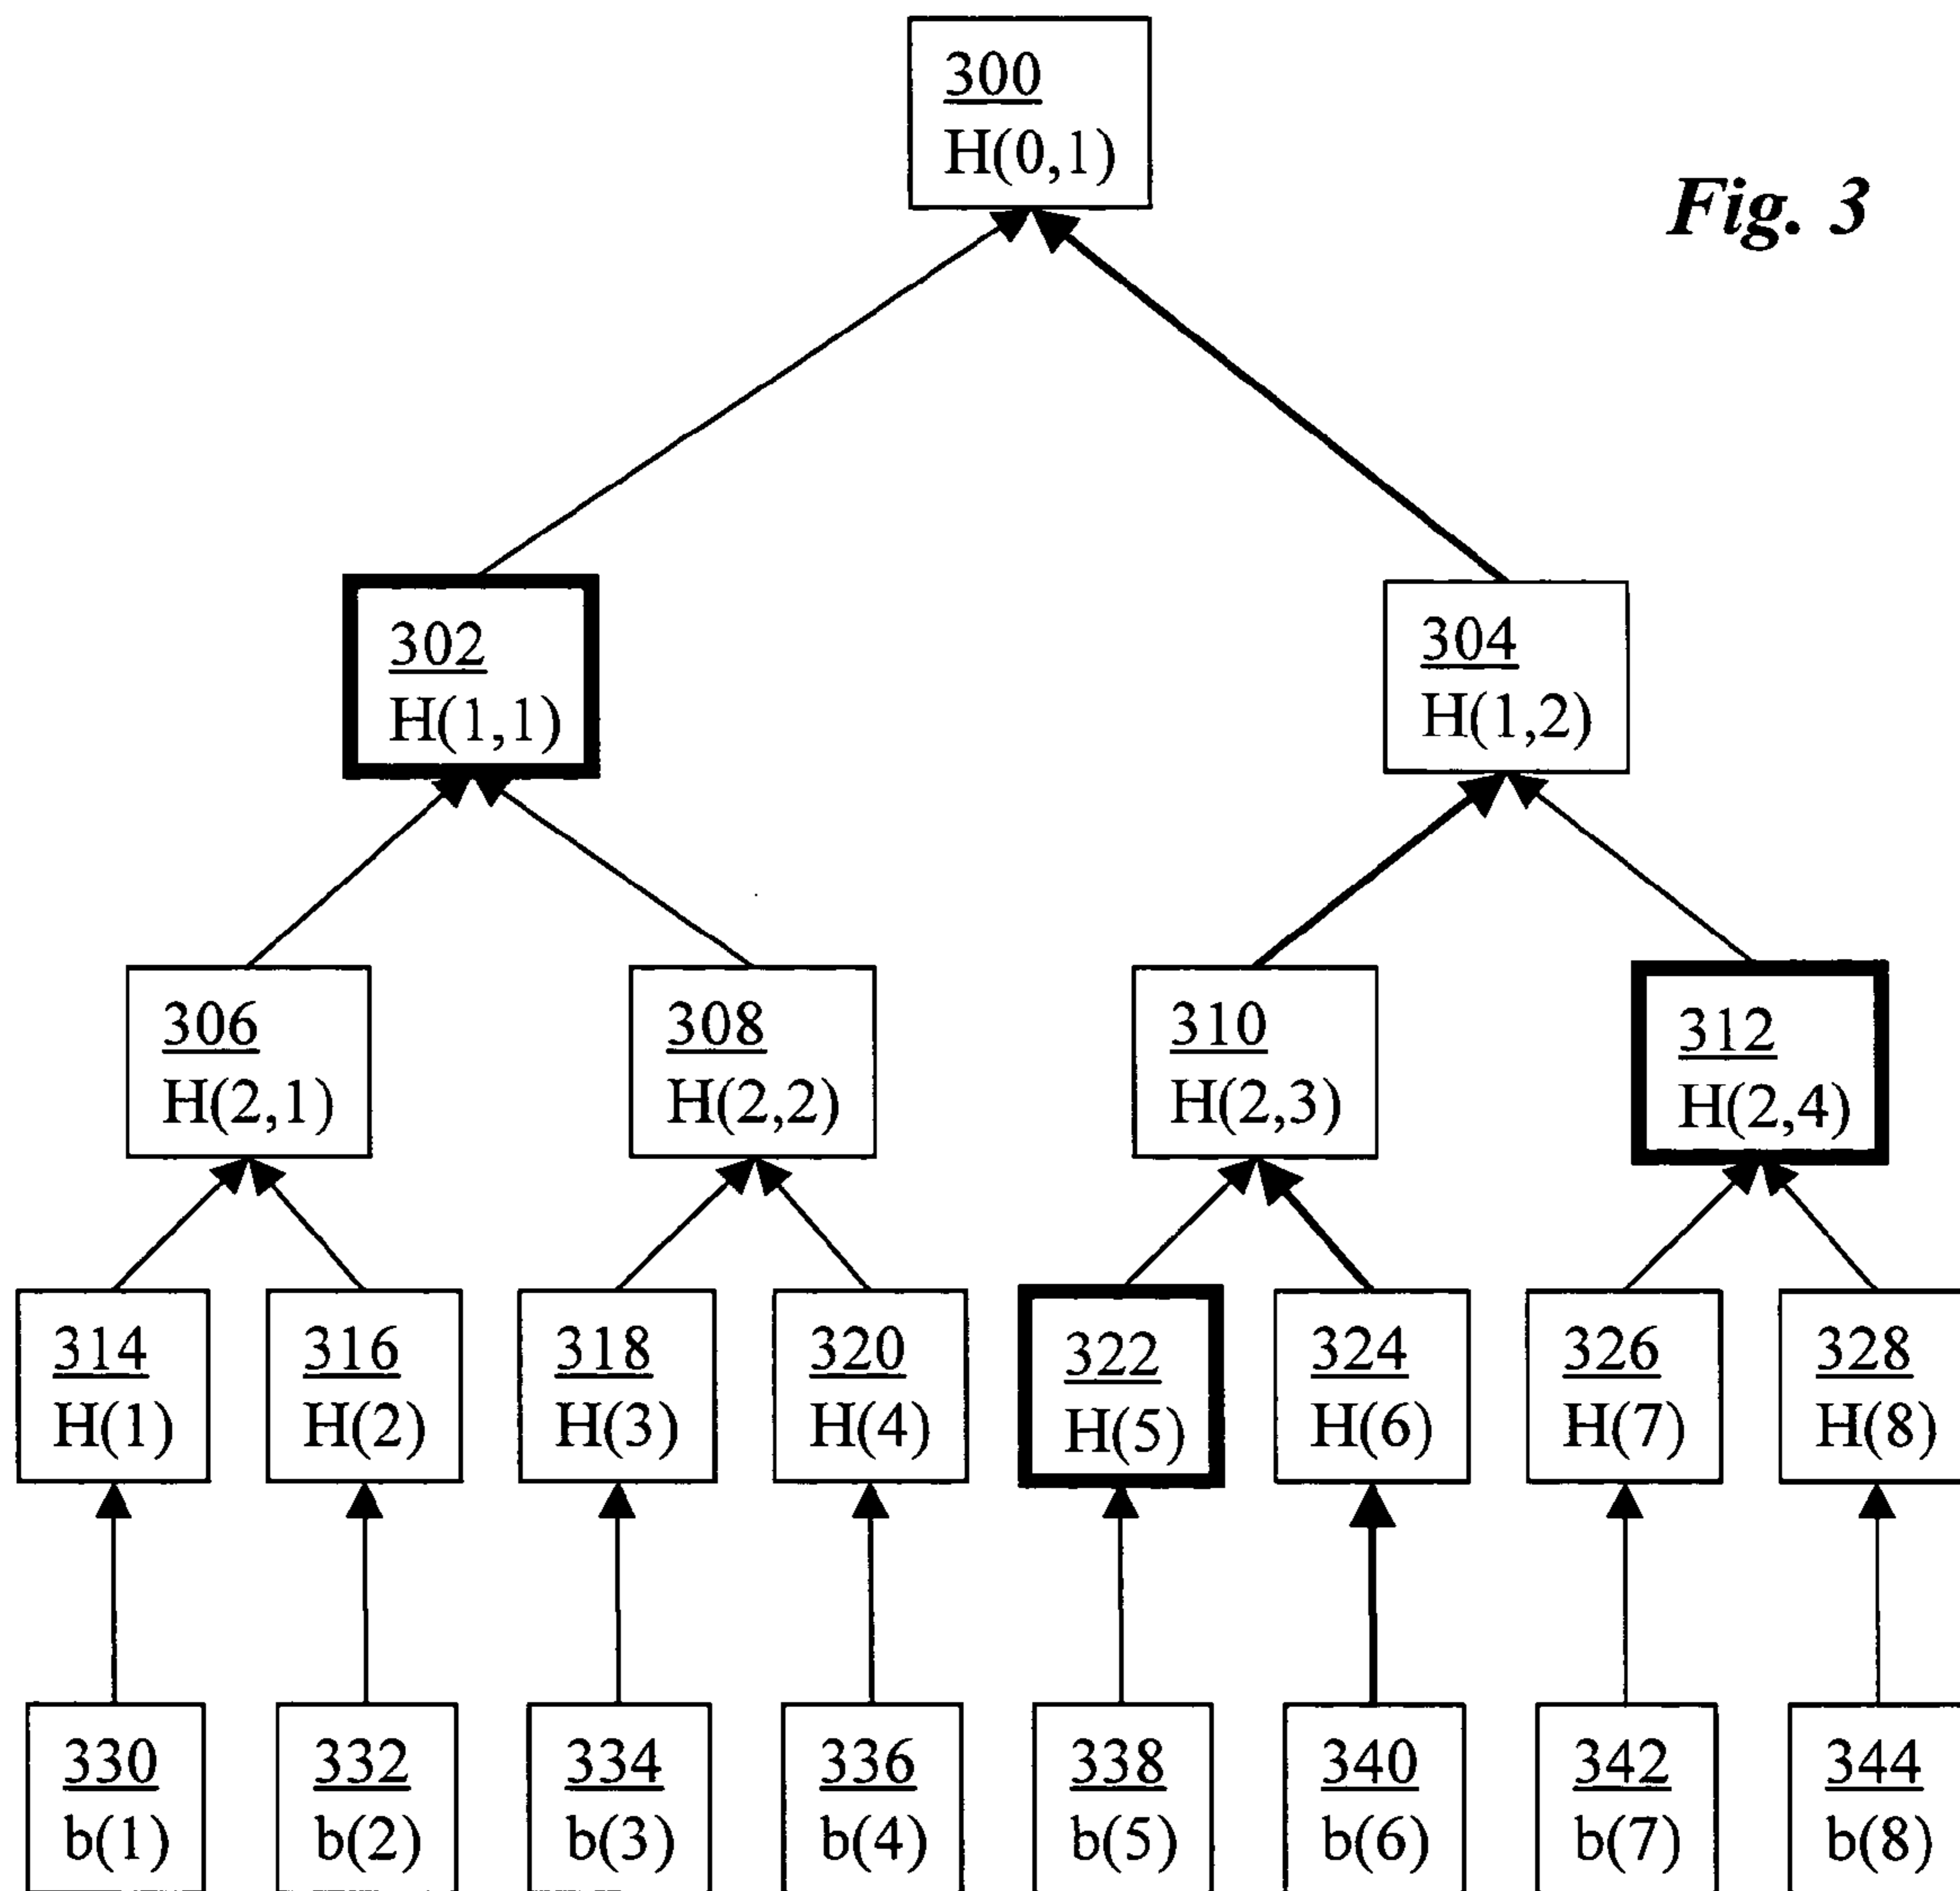 300
H(0,1)
Fig. 3
302
H(1,1)
304
H(1,2)
306
H(2,1)
308
H(2,2)
310
H(2,3)
312
H(2,4)
314
H(1)
316
H(2)
318
H(3)
320
H(4)
322
H(5)
324
H(6)
326
H(7)
328
H(8)
330
b(1)
332
b(2)
334
b(3)
336
b(4)
338
b(5)
340
b(6)
342
b(7)
344
b(8)